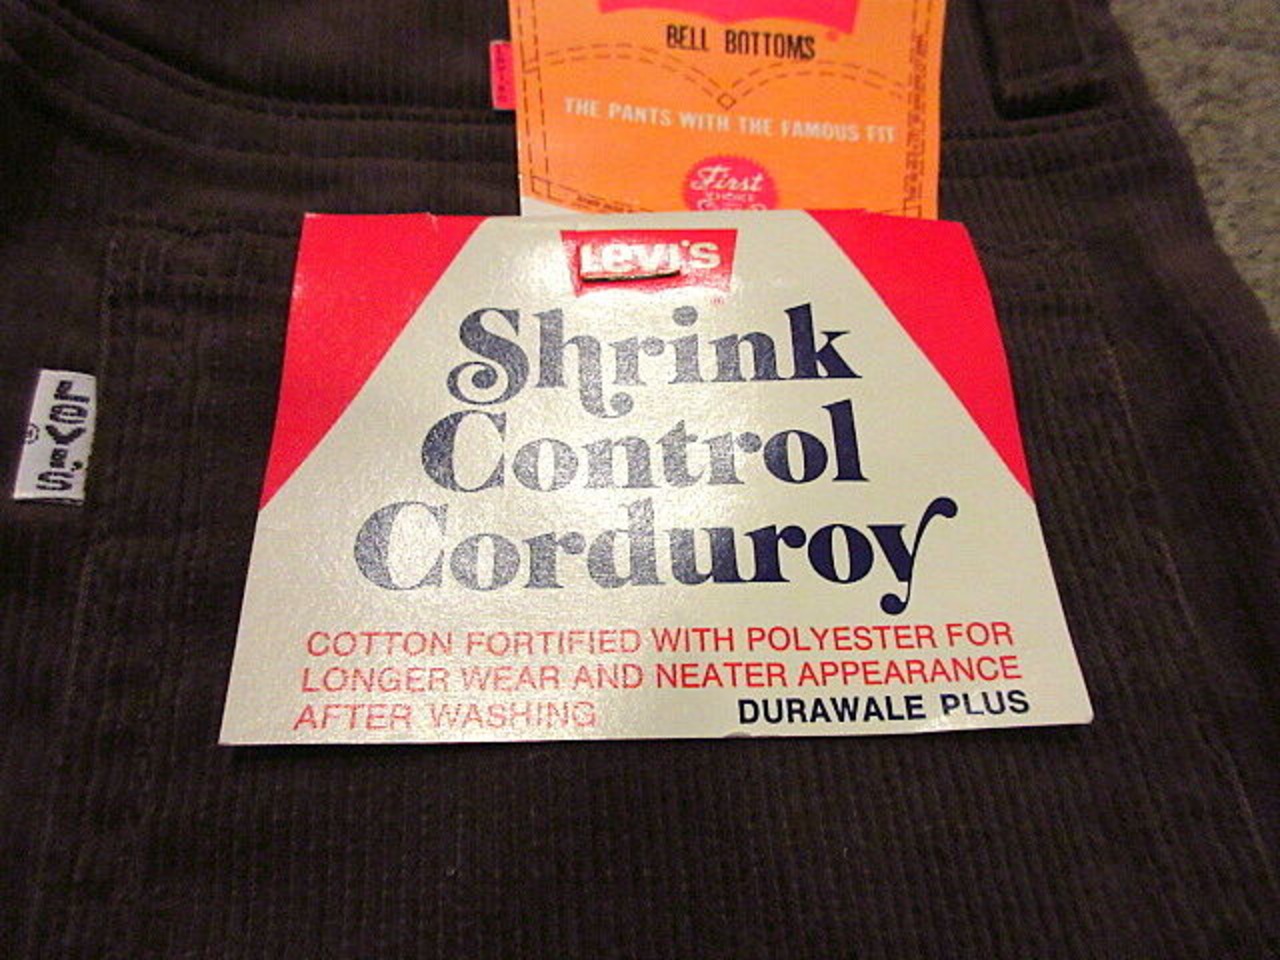 BELL BOTTOMS
THE PANTS WITH THE FAMOUS FIT
First
CHOICE
Levi's
Shrink
Control
Corduroy
COTTON FORTIFIED WITH POLYESTER FOR
LONGER WEAR AND NEATER APPEARANCE
AFTER WASHING DURAWALE PLUS
LEVI'S
®